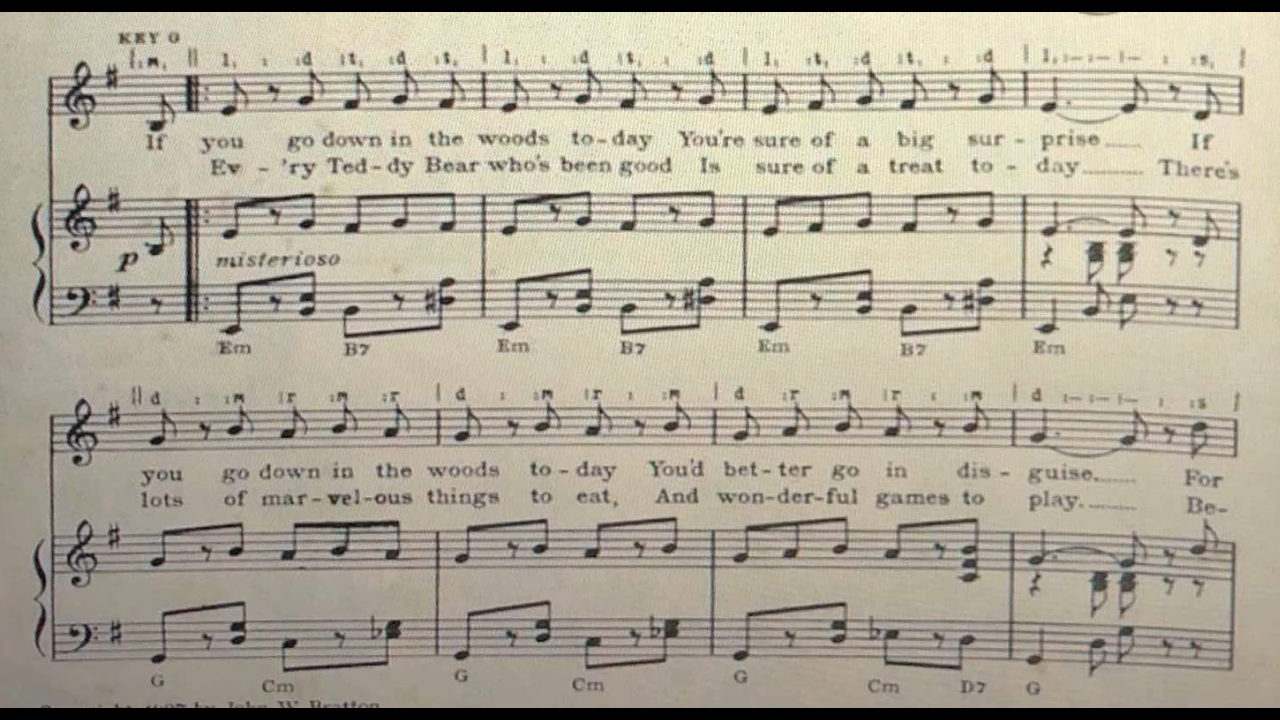 KEY G
l: m, || l, : :d :t, :d :t, | l, : :d :t, : :d | l, :t, :d :t, : :d | l, :— :— :— : :s, |
If you go down in the woods to-day You're sure of a big sur - prise...... If
Ev - 'ry Ted-dy Bear who's been good Is sure of a treat to - day.......... There's
p misterioso
Em B7 Em B7 Em B7 Em
|| d : :m |r :m :r | d : :m |r : :m | d :r :m |r : :m | d :— :— |— : :s |
you go down in the woods to-day You'd bet-ter go in dis - guise...... For
lots of mar-vel-ous things to eat, And won-der-ful games to play.......... Be-
G Cm G Cm G Cm D7 G
by John W. Bratton